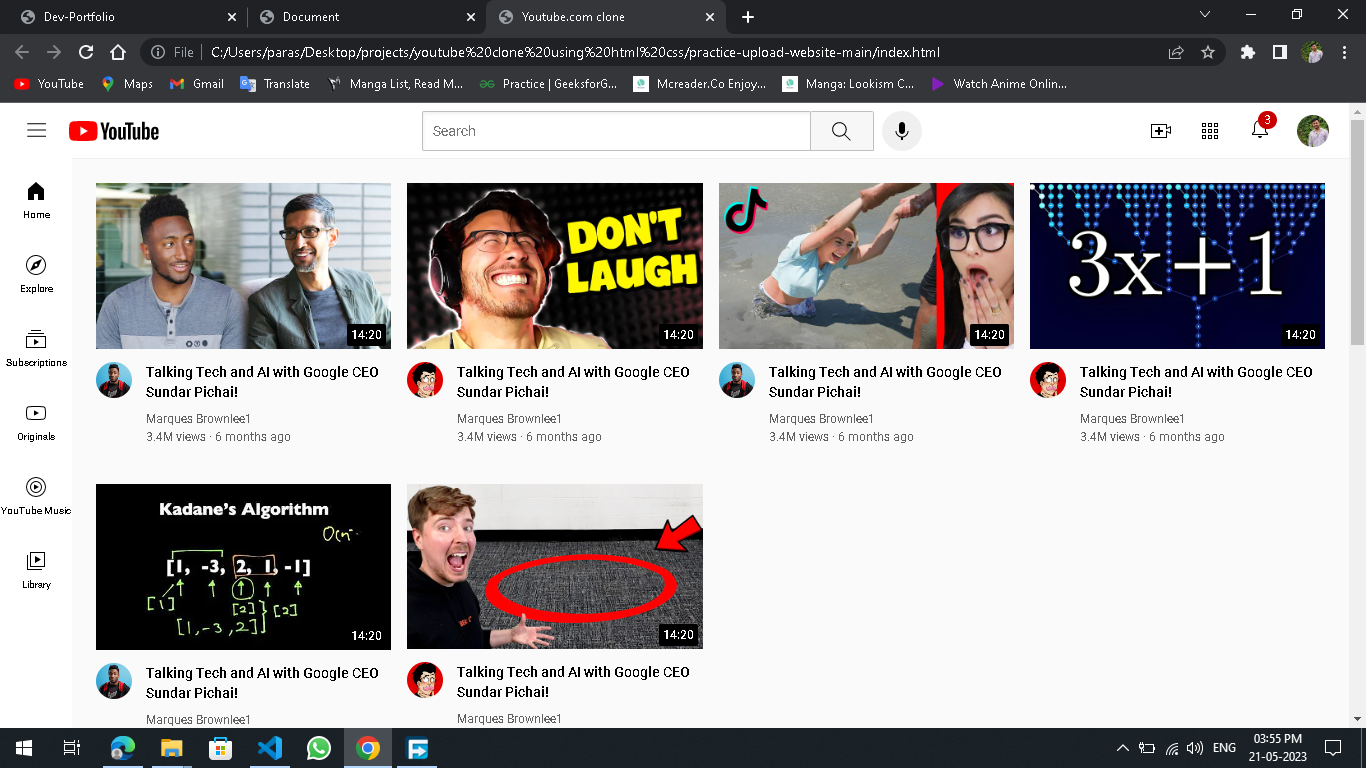 Dev-Portfolio
Document
Youtube.com clone
File
C:/Users/paras/Desktop/projects/youtube%20clone%20using%20html%20css/practice-upload-website-main/index.html
YouTube
Maps
Gmail
Translate
Manga List, Read M...
Practice | GeeksforG...
Mcreader.Co Enjoy...
Manga: Lookism C...
Watch Anime Onlin...
YouTube
Search
3
Home
Explore
Subscriptions
Originals
YouTube Music
Library
14:20
Talking Tech and AI with Google CEO
Sundar Pichai!
Marques Brownlee1
3.4M views · 6 months ago
DON'T
LAUGH
14:20
Talking Tech and AI with Google CEO
Sundar Pichai!
Marques Brownlee1
3.4M views · 6 months ago
14:20
Talking Tech and AI with Google CEO
Sundar Pichai!
Marques Brownlee1
3.4M views · 6 months ago
3x+1
14:20
Talking Tech and AI with Google CEO
Sundar Pichai!
Marques Brownlee1
3.4M views · 6 months ago
Kadane's Algorithm
[1, -3, 2, 1, -1]
[1]
[2] [2]
[1,-3,2]
14:20
Talking Tech and AI with Google CEO
Sundar Pichai!
Marques Brownlee1
14:20
Talking Tech and AI with Google CEO
Sundar Pichai!
Marques Brownlee1
ENG
03:55 PM
21-05-2023